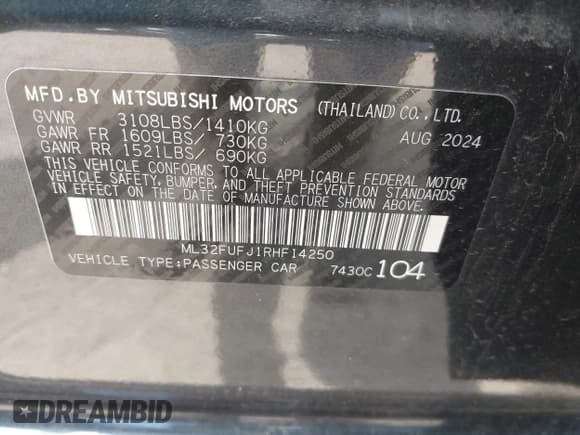 MFD.BY MITSUBISHI MOTORS (THAILAND)CO.,LTD.
GVWR 3108LBS/1410KG
GAWR FR 1609LBS/ 730KG AUG 2024
GAWR RR 1521LBS/ 690KG
THIS VEHICLE CONFORMS TO ALL APPLICABLE FEDERAL MOTOR
VEHICLE SAFETY, BUMPER, AND THEFT PREVENTION STANDARDS
IN EFFECT ON THE DATE OF MANUFACTURE SHOWN ABOVE.
ML32FUFJ1RHF14250
VEHICLE TYPE:PASSENGER CAR 7430C 104
DREAMBID